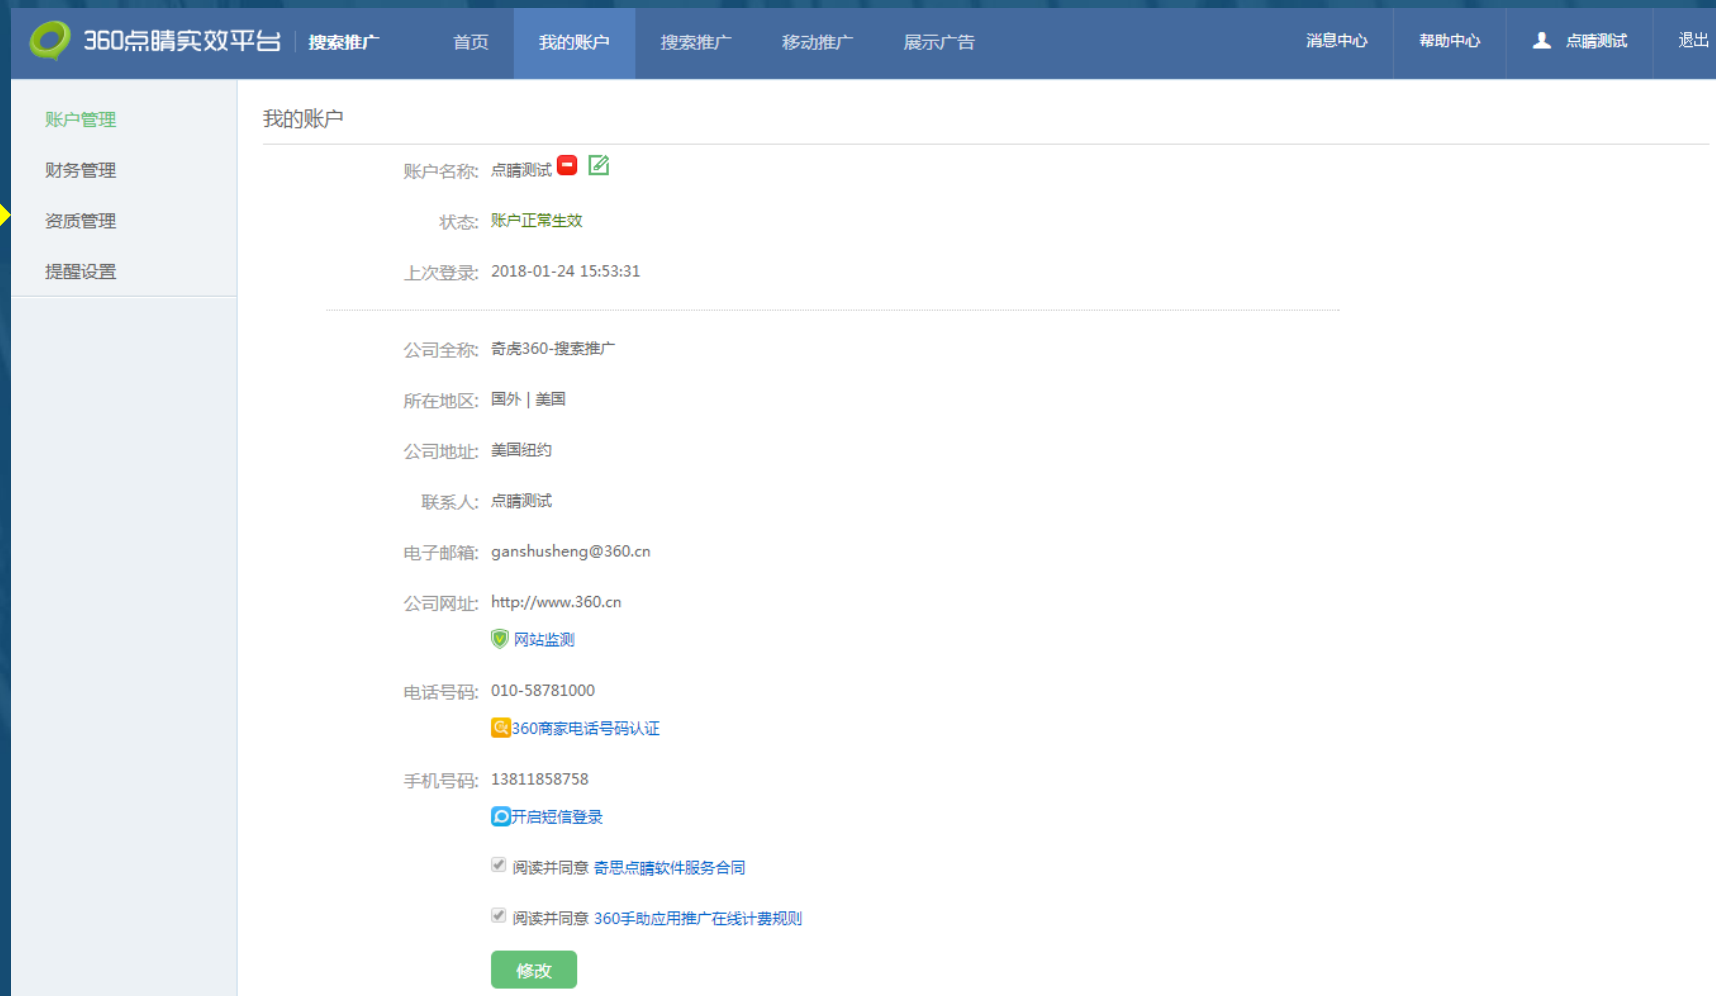 360点睛实效平台 搜索推广 首页 我的账户 搜索推广 移动推广 展示广告 消息中心 帮助中心 点睛测试 退出
账户管理
财务管理
资质管理
提醒设置
我的账户
账户名称: 点睛测试
状态: 账户正常生效
上次登录: 2018-01-24 15:53:31
公司全称: 奇虎360-搜索推广
所在地区: 国外 | 美国
公司地址: 美国纽约
联系人: 点睛测试
电子邮箱: ganshusheng@360.cn
公司网址: http://www.360.cn
网站监测
电话号码: 010-58781000
360商家电话号码认证
手机号码: 13811858758
开启短信登录
阅读并同意 奇思点睛软件服务合同
阅读并同意 360手助应用推广在线计费规则
修改